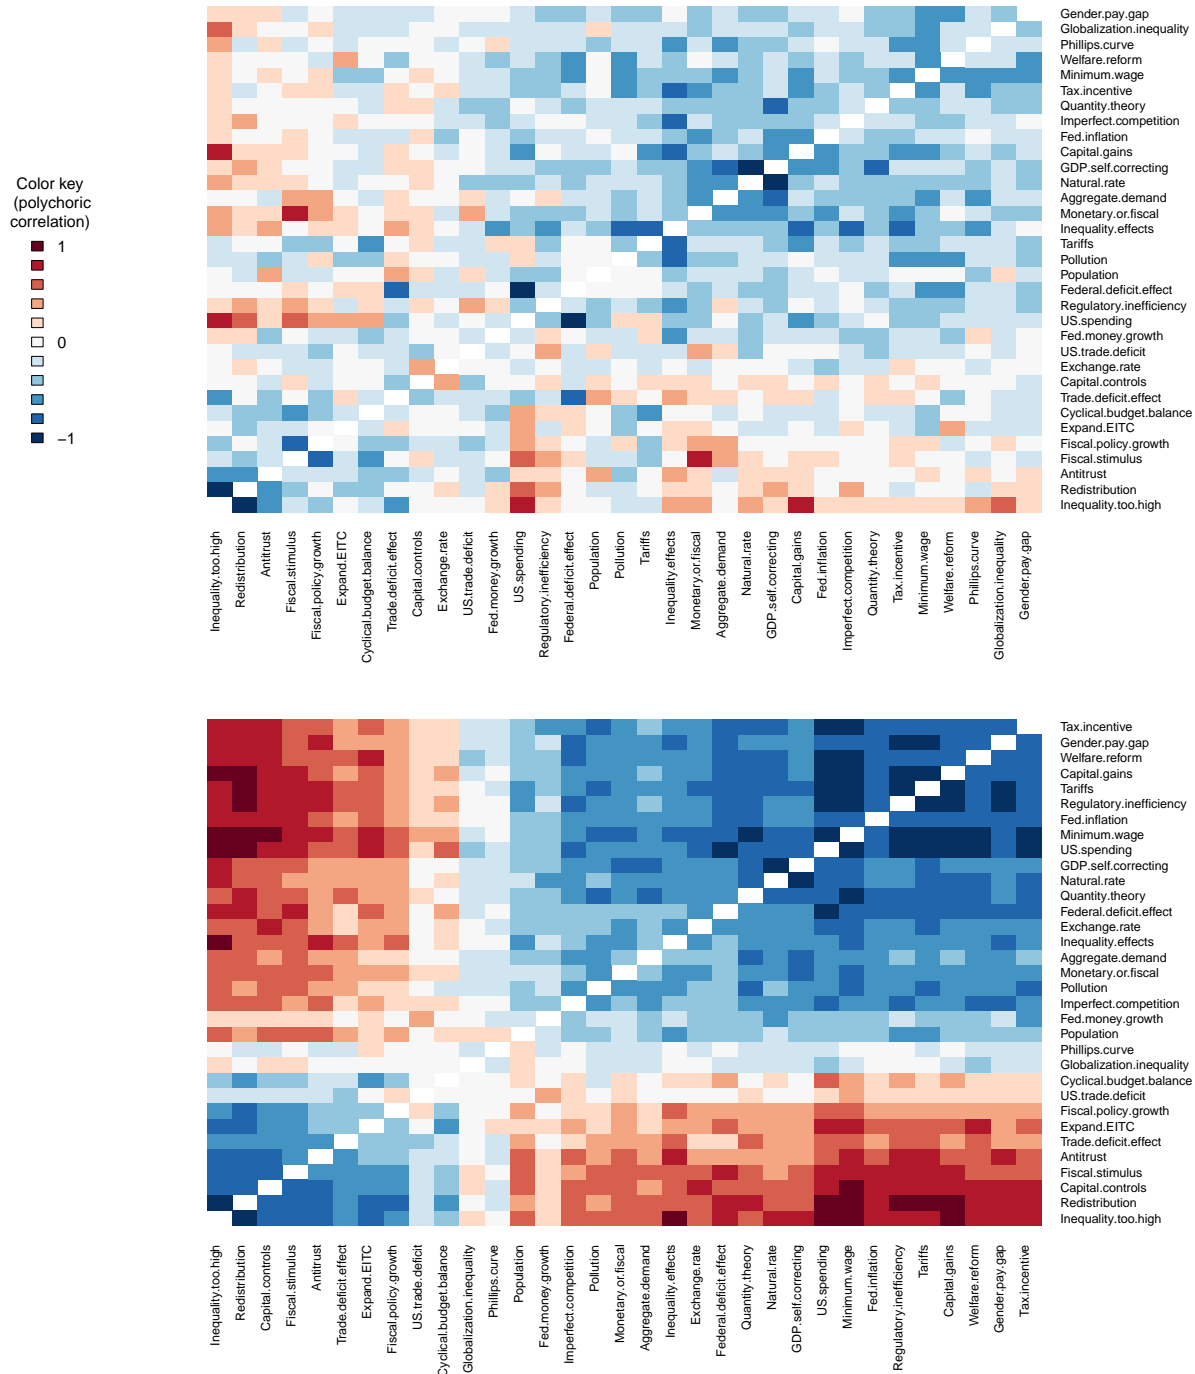 Color key
(polychoric
correlation)
1
0
−1
Gender.pay.gap
Globalization.inequality
Phillips.curve
Welfare.reform
Minimum.wage
Tax.incentive
Quantity.theory
Imperfect.competition
Fed.inflation
Capital.gains
GDP.self.correcting
Natural.rate
Aggregate.demand
Monetary.or.fiscal
Inequality.effects
Tariffs
Pollution
Population
Federal.deficit.effect
Regulatory.inefficiency
US.spending
Fed.money.growth
US.trade.deficit
Exchange.rate
Capital.controls
Trade.deficit.effect
Cyclical.budget.balance
Expand.EITC
Fiscal.policy.growth
Fiscal.stimulus
Antitrust
Redistribution
Inequality.too.high
Inequality.too.high
Redistribution
Antitrust
Fiscal.stimulus
Fiscal.policy.growth
Expand.EITC
Cyclical.budget.balance
Trade.deficit.effect
Capital.controls
Exchange.rate
US.trade.deficit
Fed.money.growth
US.spending
Regulatory.inefficiency
Federal.deficit.effect
Population
Pollution
Tariffs
Inequality.effects
Monetary.or.fiscal
Aggregate.demand
Natural.rate
GDP.self.correcting
Capital.gains
Fed.inflation
Imperfect.competition
Quantity.theory
Tax.incentive
Minimum.wage
Welfare.reform
Phillips.curve
Globalization.inequality
Gender.pay.gap
Tax.incentive
Gender.pay.gap
Welfare.reform
Capital.gains
Tariffs
Regulatory.inefficiency
Fed.inflation
Minimum.wage
US.spending
GDP.self.correcting
Natural.rate
Quantity.theory
Federal.deficit.effect
Exchange.rate
Inequality.effects
Aggregate.demand
Monetary.or.fiscal
Pollution
Imperfect.competition
Fed.money.growth
Population
Phillips.curve
Globalization.inequality
Cyclical.budget.balance
US.trade.deficit
Fiscal.policy.growth
Expand.EITC
Trade.deficit.effect
Antitrust
Fiscal.stimulus
Capital.controls
Redistribution
Inequality.too.high
Inequality.too.high
Redistribution
Capital.controls
Fiscal.stimulus
Antitrust
Trade.deficit.effect
Expand.EITC
Fiscal.policy.growth
US.trade.deficit
Cyclical.budget.balance
Globalization.inequality
Phillips.curve
Population
Fed.money.growth
Imperfect.competition
Pollution
Monetary.or.fiscal
Aggregate.demand
Inequality.effects
Exchange.rate
Federal.deficit.effect
Quantity.theory
Natural.rate
GDP.self.correcting
US.spending
Minimum.wage
Fed.inflation
Regulatory.inefficiency
Tariffs
Capital.gains
Welfare.reform
Gender.pay.gap
Tax.incentive